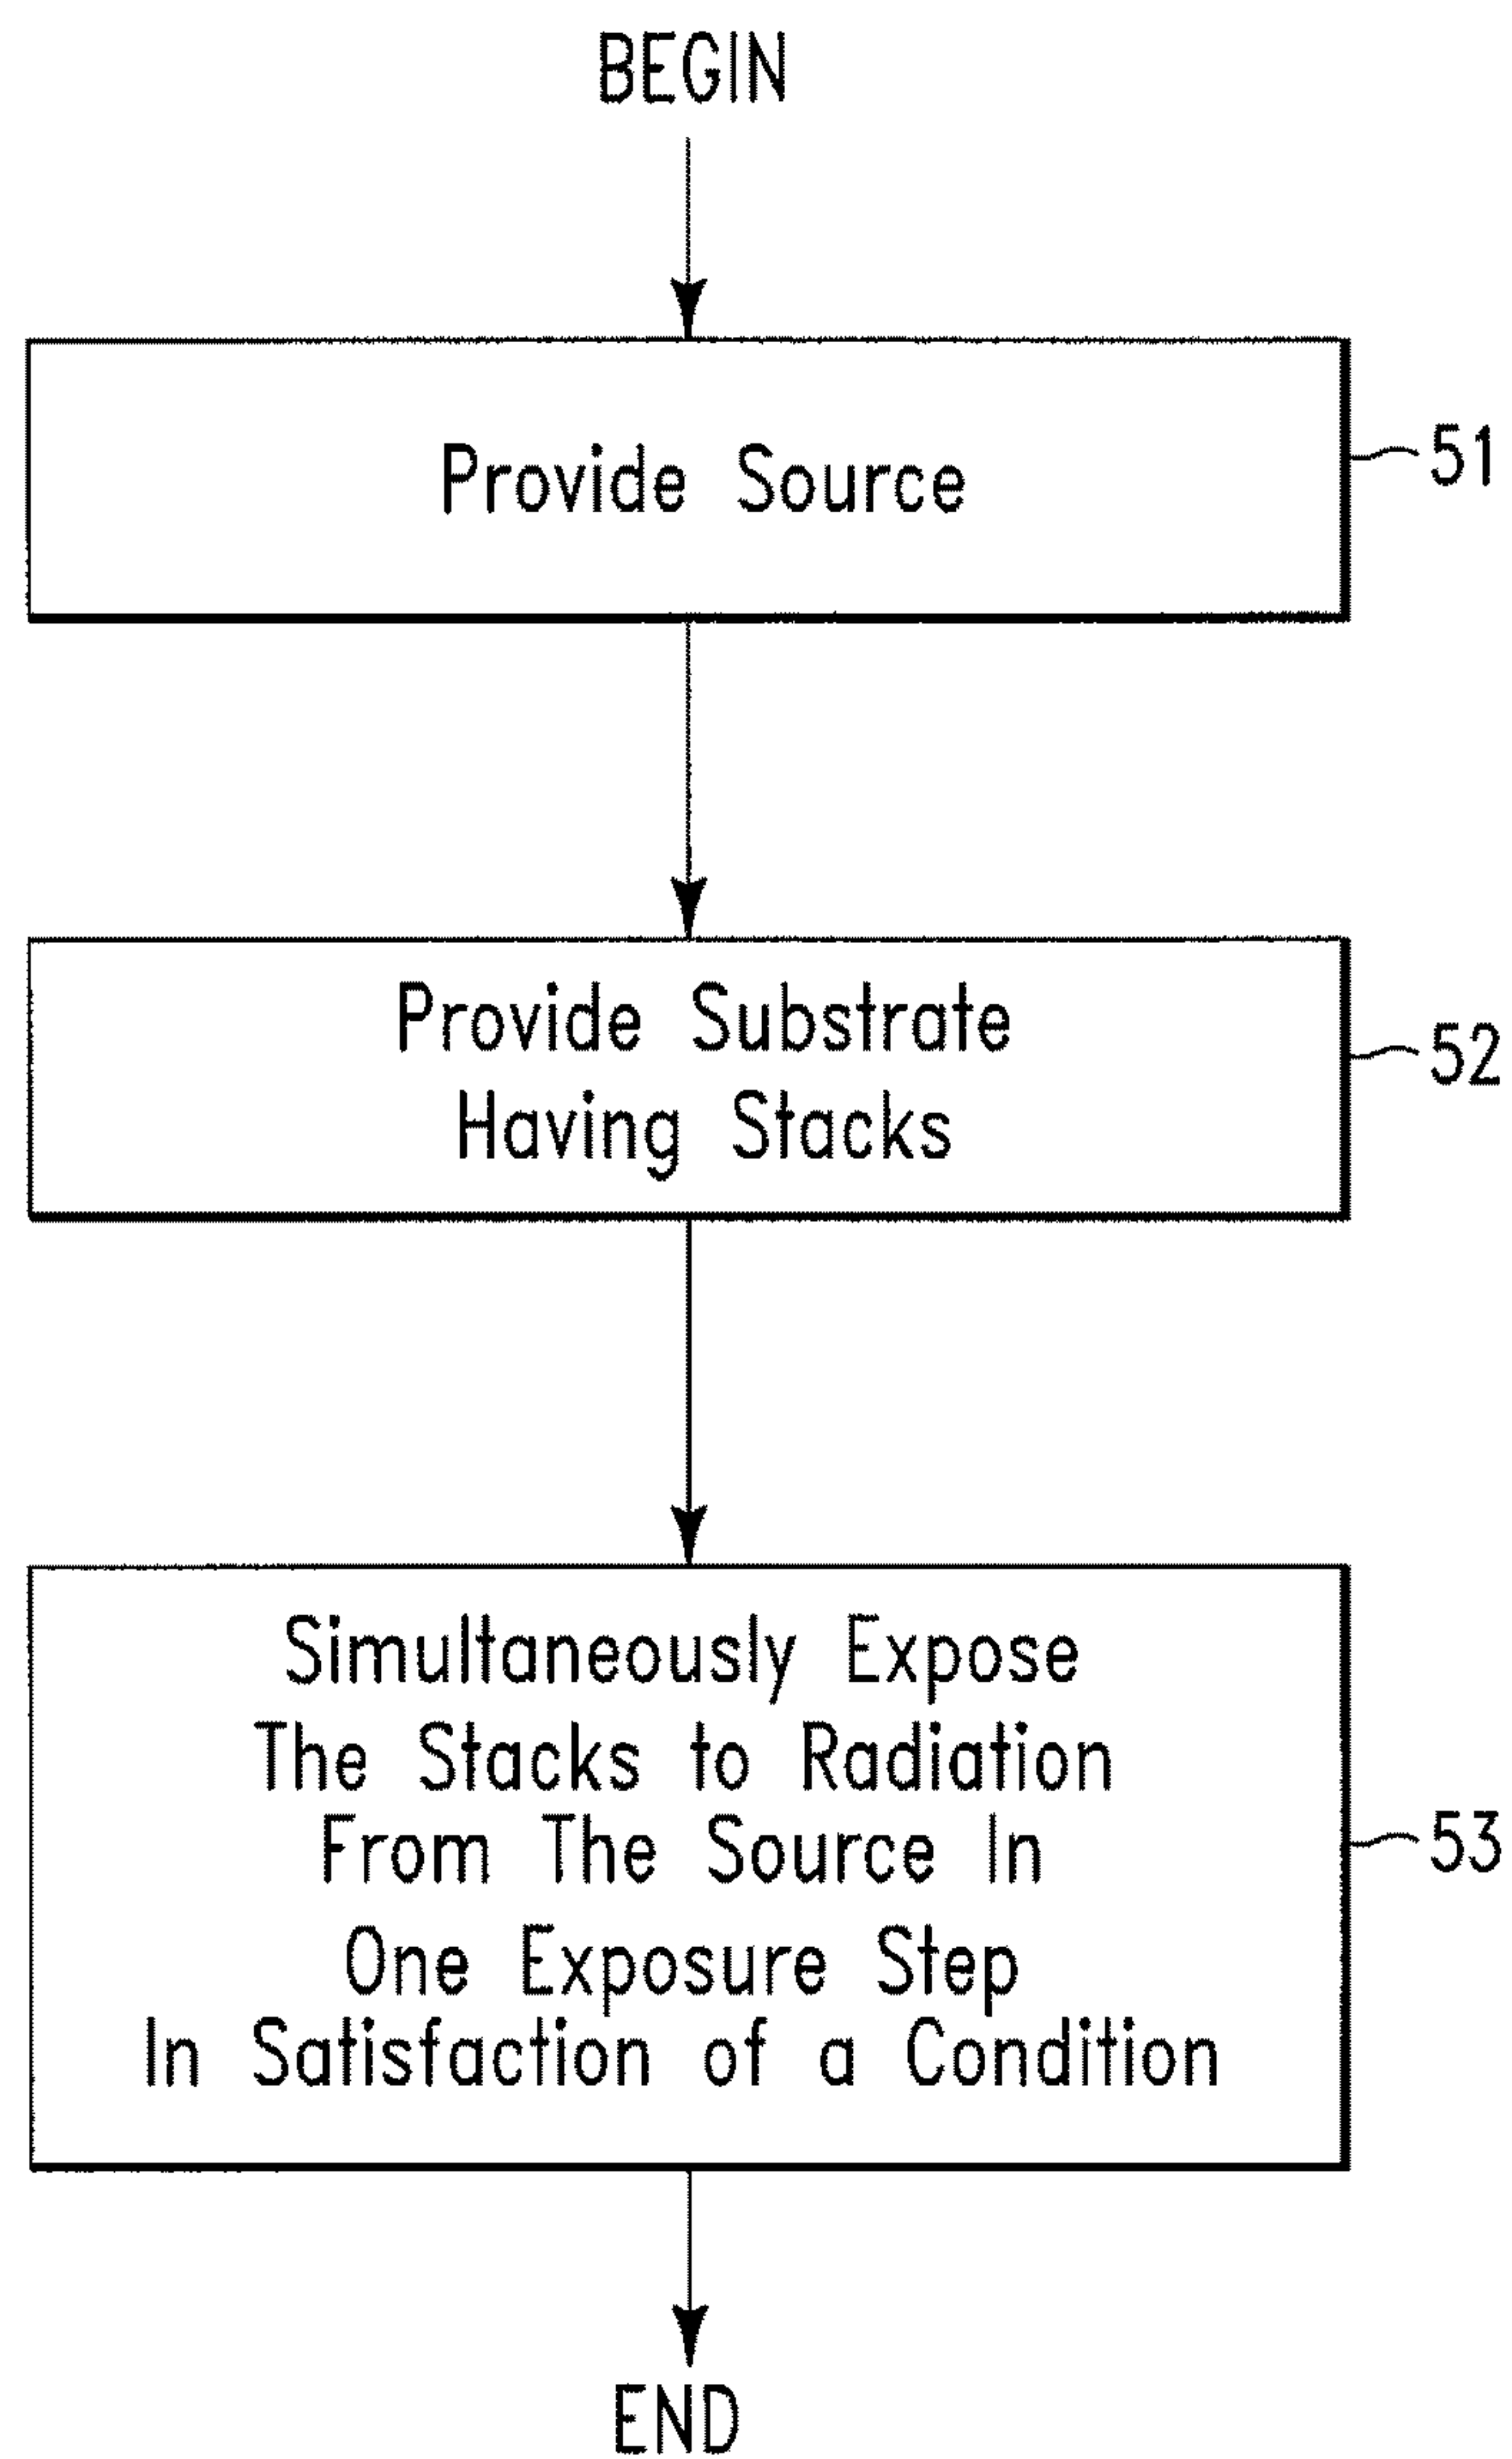 BEGIN
Provide Source
51
Provide Substrate
Having Stacks
52
Simultaneously Expose
The Stacks to Radiation
From The Source In
One Exposure Step
In Satisfaction of a Condition
53
END